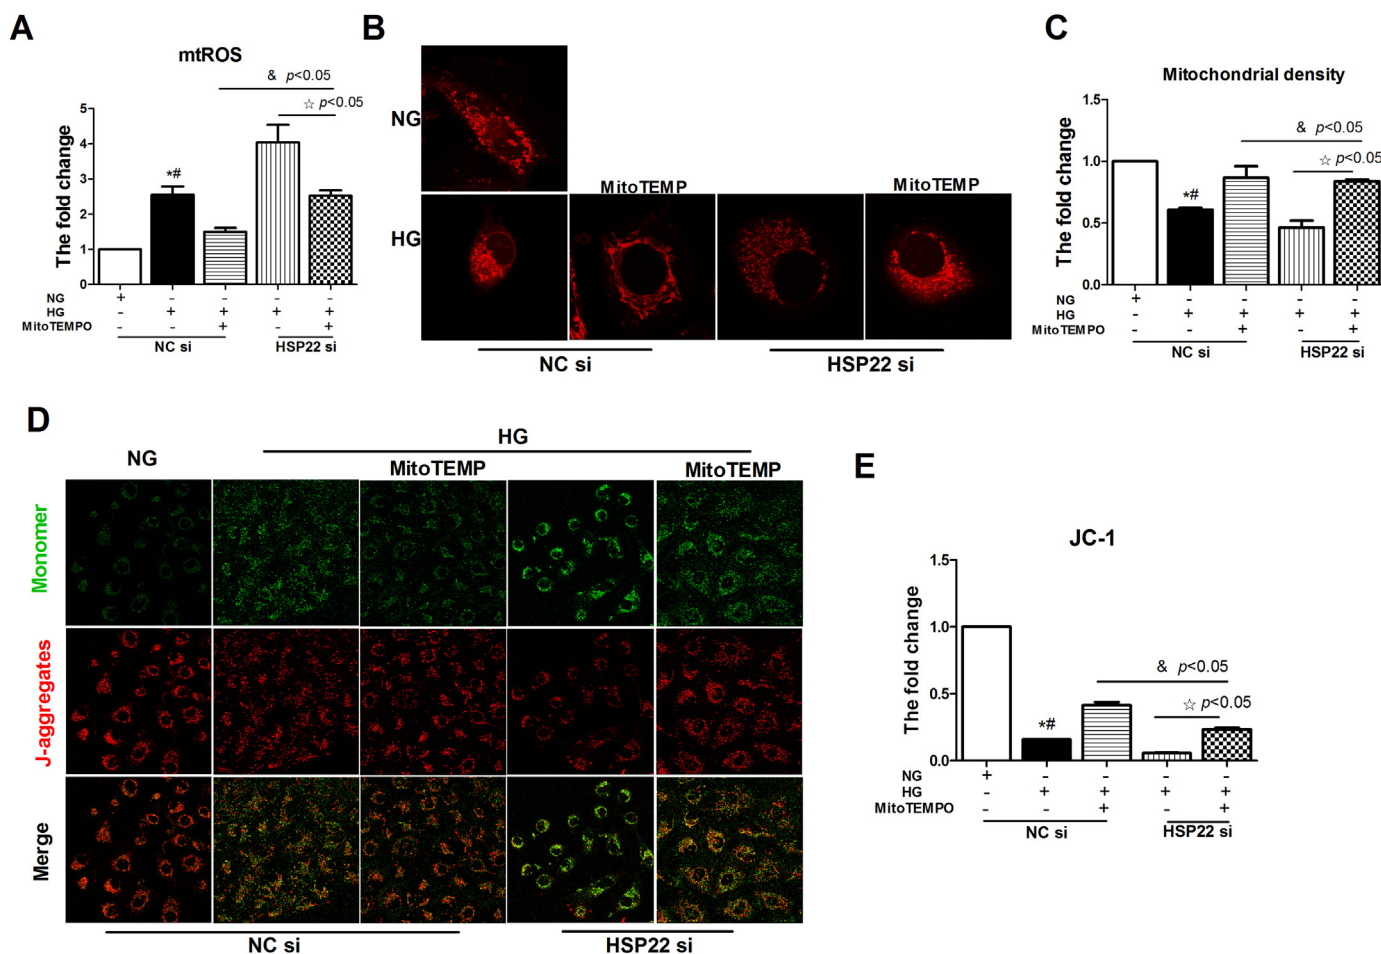 A
mtROS
& p<0.05
☆ p<0.05
The fold change
5
4
3
2
1
0
NG + - - - -
HG - + + + +
MitoTEMPO - - + - +
NC si HSP22 si
B
NG
MitoTEMP MitoTEMP
HG
NC si HSP22 si
C
Mitochondrial density
& p<0.05
☆ p<0.05
The fold change
1.5
1.0
0.5
0.0
*#
NG + - - - -
HG - + + + +
MitoTEMPO - - + - +
NC si HSP22 si
*#
D
HG
NG
MitoTEMP MitoTEMP
Monomer
J-aggregates
Merge
NC si HSP22 si
E
JC-1
& p<0.05
☆ p<0.05
The fold change
1.5
1.0
0.5
0.0
*#
NG + - - - -
HG - + + + +
MitoTEMPO - - + - +
NC si HSP22 si